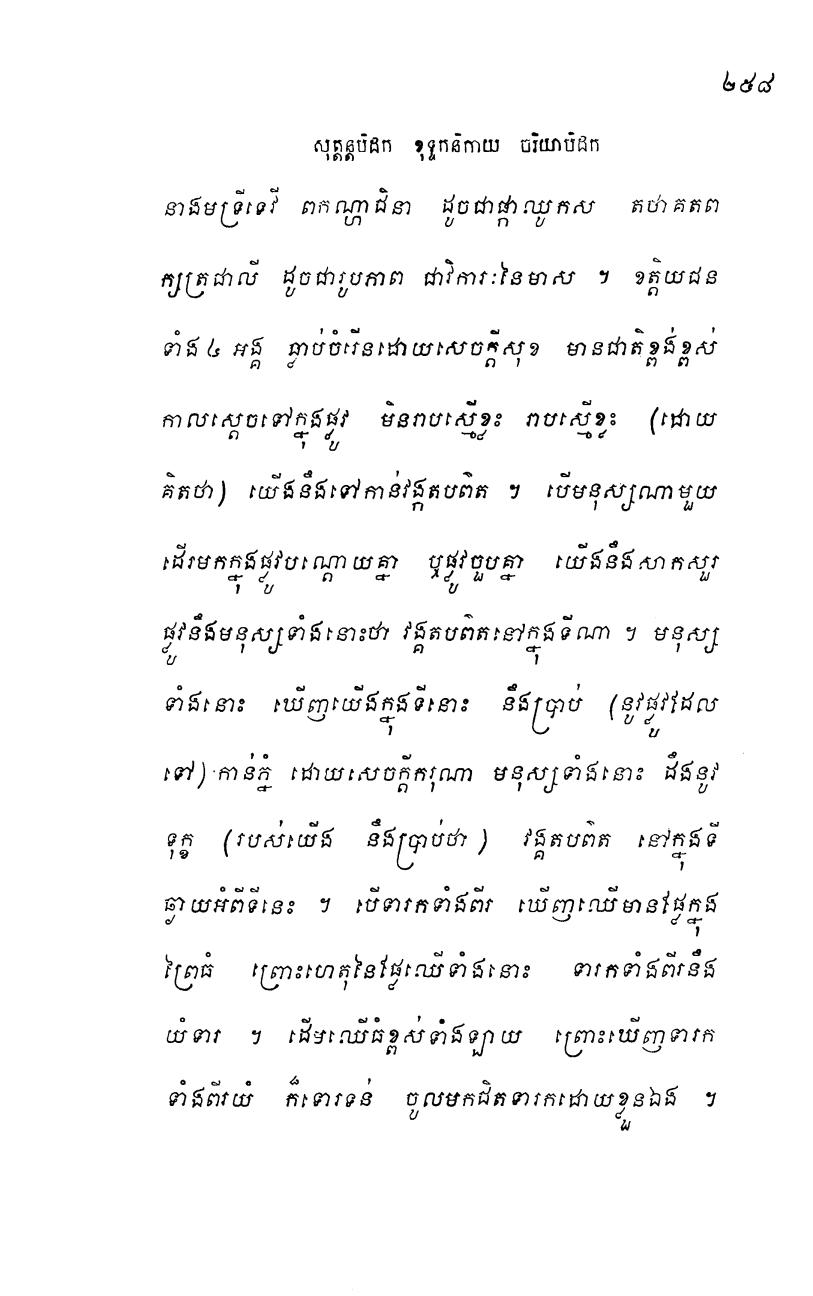 ២៥៨
សុត្តន្តបិដក ខុទ្ទកនិកាយ ចរិយាបិដក
នាងមទ្រីទេវី ពកណ្ហាជិនា ដូចជាផ្កាឈូកស តថាគតព
ក្យត្រជាលី ដូចជារូបភាព ជាវិការៈនៃមាស ។ ខត្តិយជន
ទាំង ៤ អង្គ ធ្លាប់ចំរើនដោយសេចក្តីសុខ មានជាតិខ្ពង់ខ្ពស់
កាលស្តេចទៅក្នុងផ្លូវ មិនរាបស្មើខ្លះ រាបស្មើខ្លះ (ដោយ
គិតថា) យើងនឹងទៅកាន់វង្កតបពិត ។ បើមនុស្សណាមួយ
ដើរមកក្នុងផ្លូវបណ្តោយគ្នា ឬផ្លូវចួបគ្នា យើងនឹងសាកសួរ
ផ្លូវនឹងមនុស្សទាំងនោះថា វង្គតបពិតនៅក្នុងទីណា ។ មនុស្ស
ទាំងនោះ ឃើញយើងក្នុងទីនោះ នឹងប្រាប់ (នូវផ្លូវដែល
ទៅ) កាន់ភ្នំ ដោយសេចក្តីករុណា មនុស្សទាំងនោះ ដឹងនូវ
ទុក្ខ (របស់យើង នឹងប្រាប់ថា) វង្គតបពិត នៅក្នុងទី
ឆ្ងាយអំពីទីនេះ ។ បើទារកទាំងពីរ ឃើញឈើមានផ្លែក្នុង
ព្រៃធំ ព្រោះហេតុនៃផ្លែឈើទាំងនោះ ទារកទាំងពីរនឹង
យំទារ ។ ដើមឈើធំខ្ពស់ទាំងឡាយ ព្រោះឃើញទារក
ទាំងពីរយំ ក៏ទោរទន់ ចូលមកជិតទារកដោយខ្លួនឯង ។